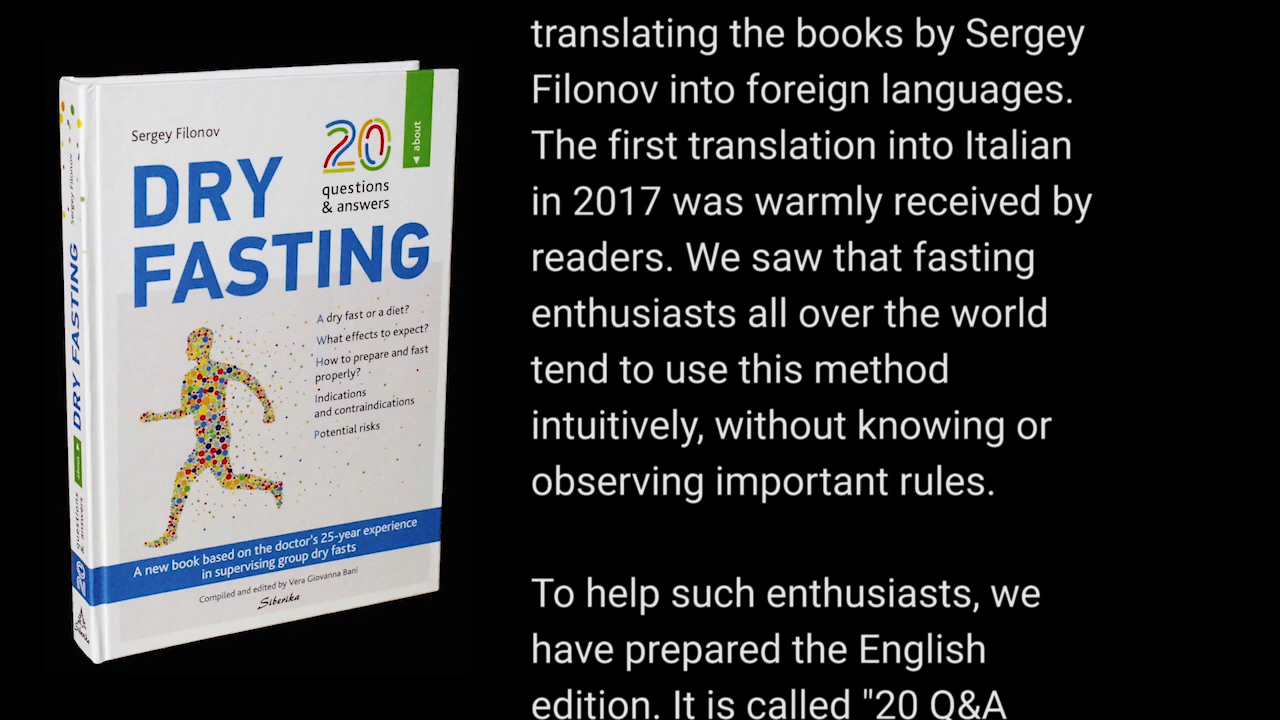 Sergey Filonov
20
questions
& answers
about
DRY
FASTING
A dry fast or a diet?
What effects to expect?
How to prepare and fast
properly?
Indications
and contraindications
Potential risks
A new book based on the doctor's 25-year experience
in supervising group dry fasts
Compiled and edited by Vera Giovanna Bani
Siberika
Sergey Filonov
DRY FASTING
about
20 questions
& answers
translating the books by Sergey
Filonov into foreign languages.
The first translation into Italian
in 2017 was warmly received by
readers. We saw that fasting
enthusiasts all over the world
tend to use this method
intuitively, without knowing or
observing important rules.
To help such enthusiasts, we
have prepared the English
edition. It is called "20 Q&A